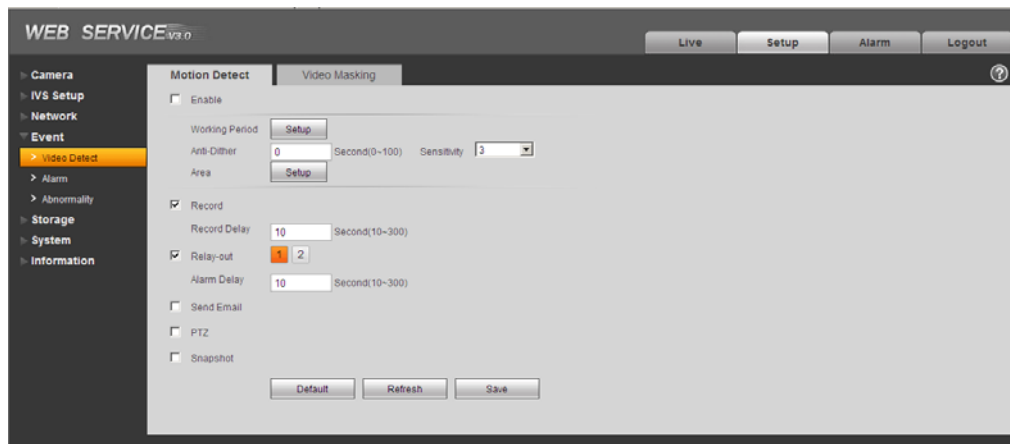 WEB SERVICE V3.0
Live Setup Alarm Logout
Camera
IVS Setup
Network
Event
> Video Detect
> Alarm
> Abnormality
Storage
System
Information
Motion Detect Video Masking
Enable
Working Period Setup
Anti-Dither 0 Second(0~100) Sensitivity 3
Area Setup
Record
Record Delay 10 Second(10~300)
Relay-out 1 2
Alarm Delay 10 Second(10~300)
Send Email
PTZ
Snapshot
Default Refresh Save